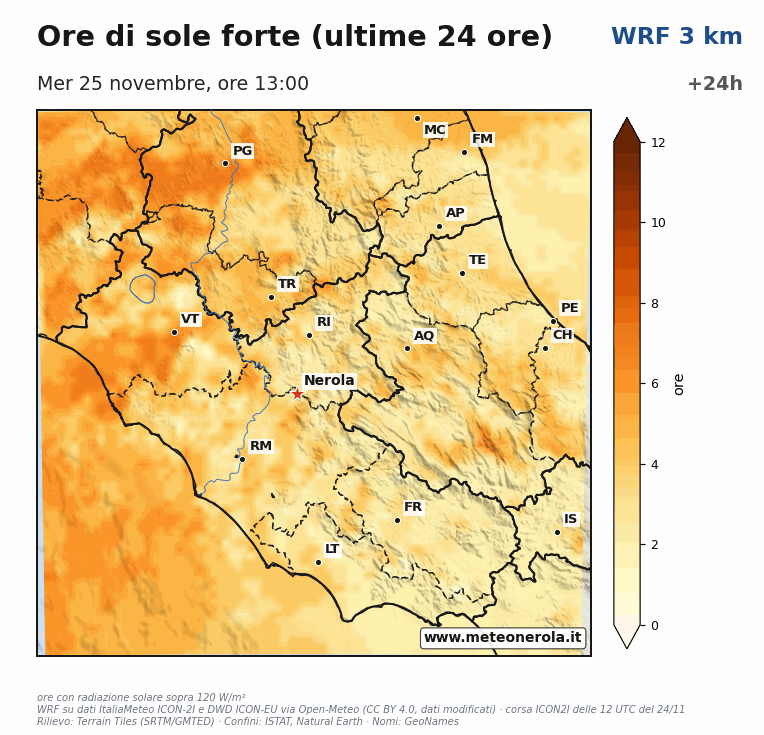 Ore di sole forte (ultime 24 ore)
WRF 3 km
Mer 25 novembre, ore 13:00
+24h
MC
FM
PG
AP
TE
TR
PE
VT
RI
CH
AQ
Nerola
RM
FR
IS
LT
www.meteonerola.it
12
10
8
6
4
2
0
ore
ore con radiazione solare sopra 120 W/m²
WRF su dati ItaliaMeteo ICON-2I e DWD ICON-EU via Open-Meteo (CC BY 4.0, dati modificati) · corsa ICON2I delle 12 UTC del 24/11
Rilievo: Terrain Tiles (SRTM/GMTED) · Confini: ISTAT, Natural Earth · Nomi: GeoNames